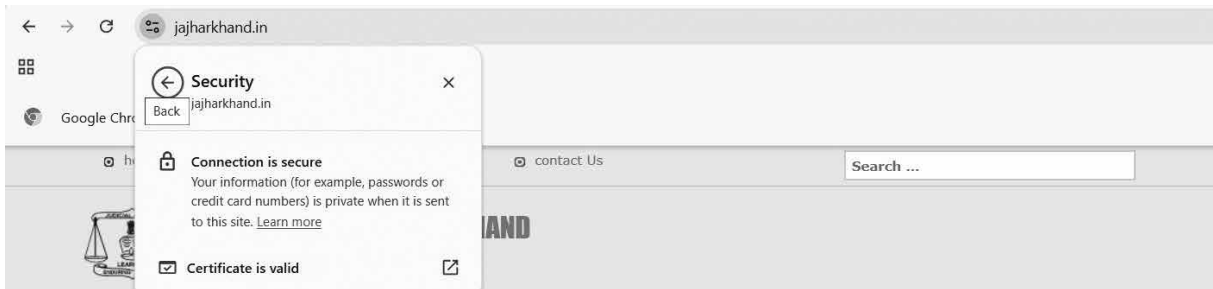 jajharkhand.in
Security
jajharkhand.in
Back
Google Chr
Connection is secure
Your information (for example, passwords or
credit card numbers) is private when it is sent
to this site. Learn more
Certificate is valid
contact Us
Search ...
HAND
JUDICIAL